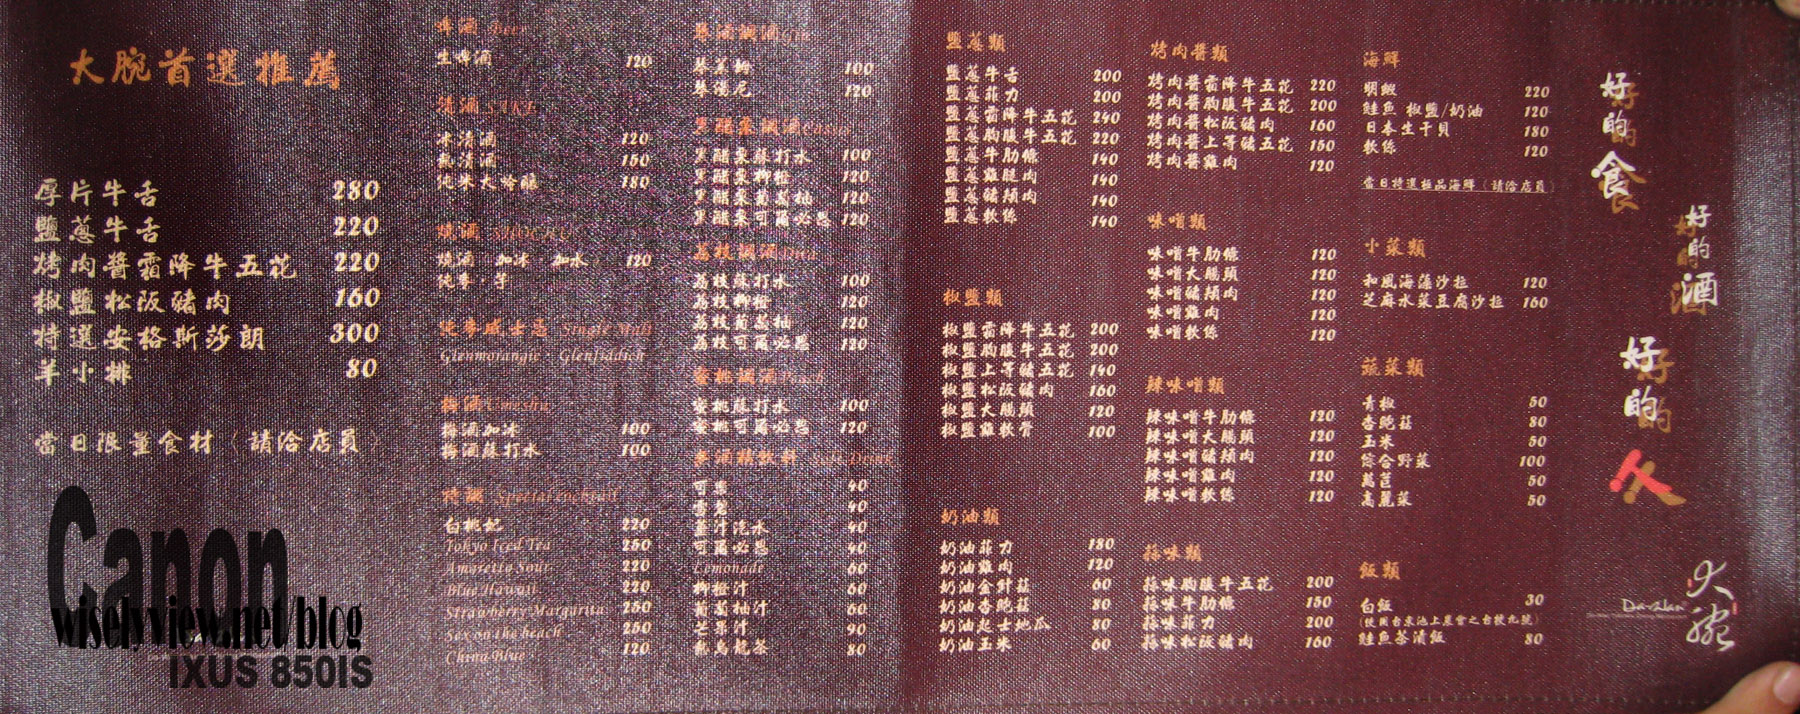 大腕首選推薦
厚片牛舌 280
鹽蔥牛舌 220
烤肉醬霜降牛五花 220
椒鹽松阪豬肉 160
特選安格斯莎朗 300
羊小排 80
當日限量食材（請洽店員）
啤酒 Beer
生啤酒 120
清酒 SAKE
冰清酒 120
熱清酒 150
純米大吟釀 180
燒酒 SHOCHU
燒酒 加冰．加水 120
純麥．芋
純麥威士忌 Single Malt
Glenmorangie． Glenfiddich
梅酒 Umeshu
梅酒加冰 100
梅酒蘇打水 100
特調 Special cocktail
白桃妃 220
Tokyo Iced Tea 250
Amaretto Sour 220
Blue Hawaii 220
Strawberry Margarita 250
Sex on the beach 250
China Blue 120
琴酒調酒 Gin
琴萊姆 100
琴湯尼 120
黑醋栗調酒 Cassis
黑醋栗蘇打水 100
黑醋栗柳橙 120
黑醋栗葡萄柚 120
黑醋栗可爾必思 120
荔枝調酒 Dita
荔枝蘇打水 100
荔枝柳橙 120
荔枝葡萄柚 120
荔枝可爾必思 120
蜜桃調酒 Peach
蜜桃蘇打水 100
蜜桃可爾必思 120
無酒精飲料 Soft Drink
可樂 40
雪碧 40
薑汁汽水 40
可爾必思 40
Lemonade 60
柳橙汁 60
葡萄柚汁 60
芒果汁 90
凍烏龍茶 80
鹽蔥類
鹽蔥牛舌 200
鹽蔥菲力 200
鹽蔥霜降牛五花 240
鹽蔥胸腹牛五花 220
鹽蔥牛肋條 140
鹽蔥雞腿肉 140
鹽蔥豬頰肉 140
鹽蔥軟絲 140
椒鹽類
椒鹽霜降牛五花 200
椒鹽胸腹牛五花 200
椒鹽上等豬五花 140
椒鹽松阪豬肉 160
椒鹽大腸頭 120
椒鹽雞軟骨 100
奶油類
奶油菲力 180
奶油雞肉 120
奶油金針菇 60
奶油杏鮑菇 80
奶油起士地瓜 80
奶油玉米 60
烤肉醬類
烤肉醬霜降牛五花 220
烤肉醬胸腹牛五花 200
烤肉醬松阪豬肉 160
烤肉醬上等豬五花 150
烤肉醬雞肉 120
味噌類
味噌牛肋條 120
味噌大腸頭 120
味噌豬頰肉 120
味噌雞肉 120
味噌軟絲 120
辣味噌類
辣味噌牛肋條 120
辣味噌大腸頭 120
辣味噌豬頰肉 120
辣味噌雞肉 120
辣味噌軟絲 120
蒜味類
蒜味胸腹牛五花 200
蒜味牛肋條 150
蒜味菲力 200
蒜味松阪豬肉 160
海鮮
明蝦 220
鮭魚 椒鹽/奶油 120
日本生干貝 180
軟絲 120
當日特選極品海鮮（請洽店員）
小菜類
和風海藻沙拉 120
芝麻水菜豆腐沙拉 160
蔬菜類
青椒 50
杏鮑菇 80
玉米 50
綜合野菜 100
萵苣 50
高麗菜 50
飯類
白飯 30
(使用台東池上農會之台梗九號)
鮭魚茶漬飯 80
好的食
好的酒
好的人
大腕
Canon
wiselyview.net/blog
IXUS 850IS